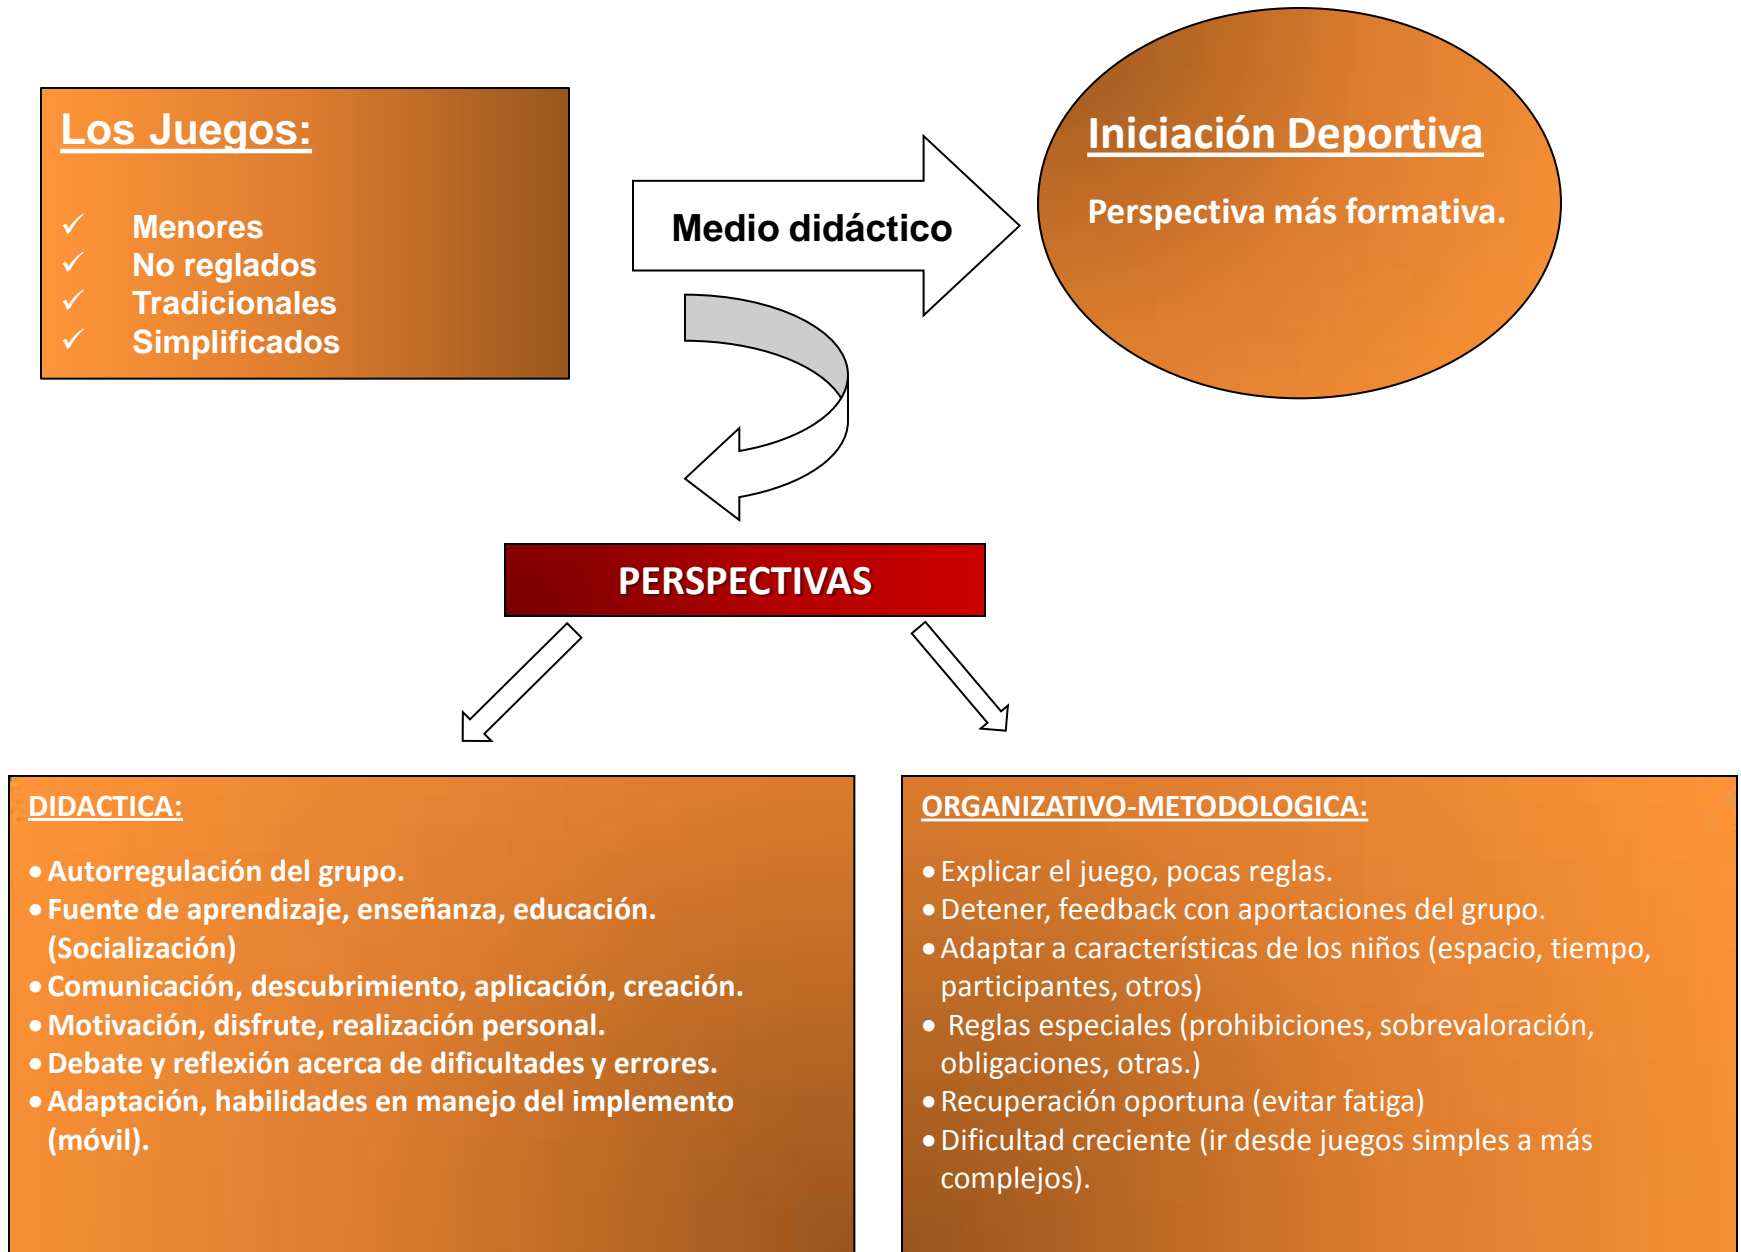 Los Juegos:
✓ Menores
✓ No reglados
✓ Tradicionales
✓ Simplificados
Medio didáctico
Iniciación Deportiva
Perspectiva más formativa.
PERSPECTIVAS
DIDACTICA:
• Autorregulación del grupo.
• Fuente de aprendizaje, enseñanza, educación.
(Socialización)
• Comunicación, descubrimiento, aplicación, creación.
• Motivación, disfrute, realización personal.
• Debate y reflexión acerca de dificultades y errores.
• Adaptación, habilidades en manejo del implemento
(móvil).
ORGANIZATIVO-METODOLOGICA:
• Explicar el juego, pocas reglas.
• Detener, feedback con aportaciones del grupo.
• Adaptar a características de los niños (espacio, tiempo,
participantes, otros)
• Reglas especiales (prohibiciones, sobrevaloración,
obligaciones, otras.)
• Recuperación oportuna (evitar fatiga)
• Dificultad creciente (ir desde juegos simples a más
complejos).